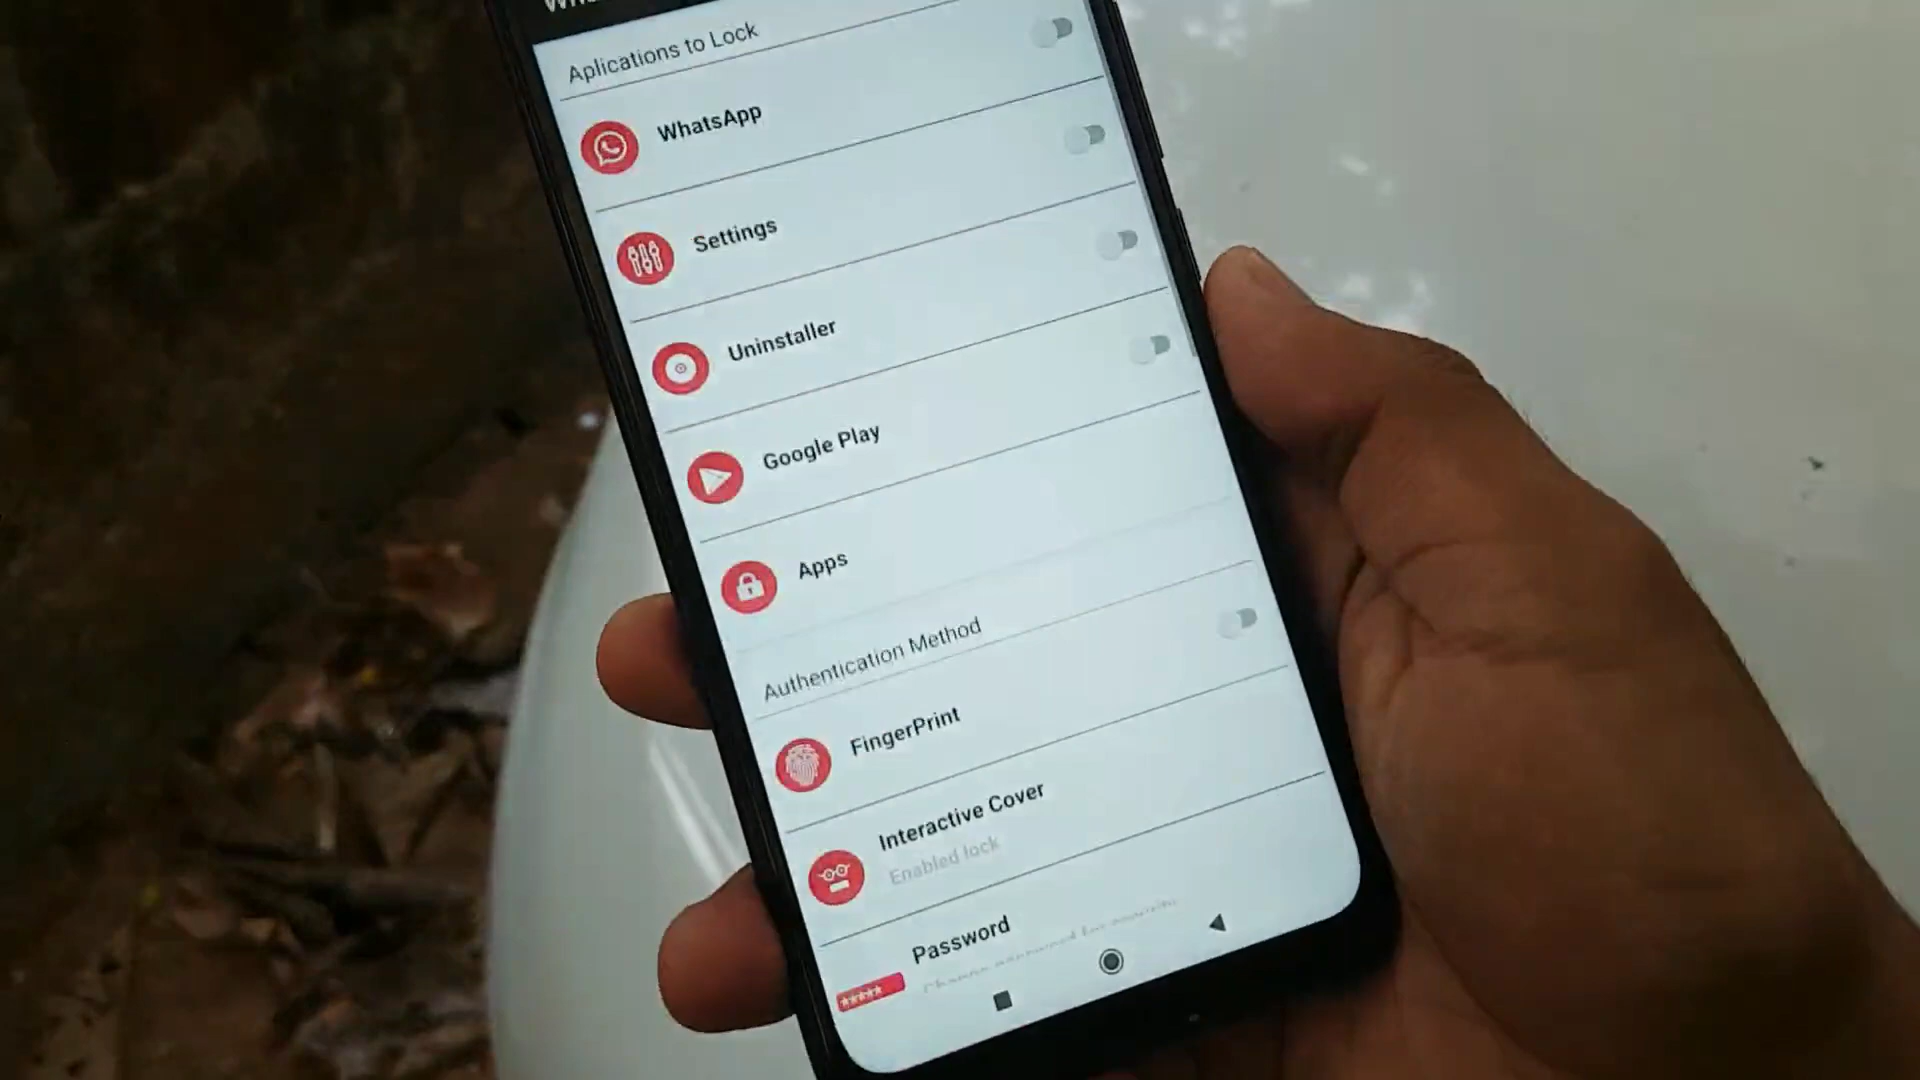 Aplications to Lock
WhatsApp
Settings
Uninstaller
Google Play
Apps
Authentication Method
FingerPrint
Interactive Cover
Enabled lock
Password